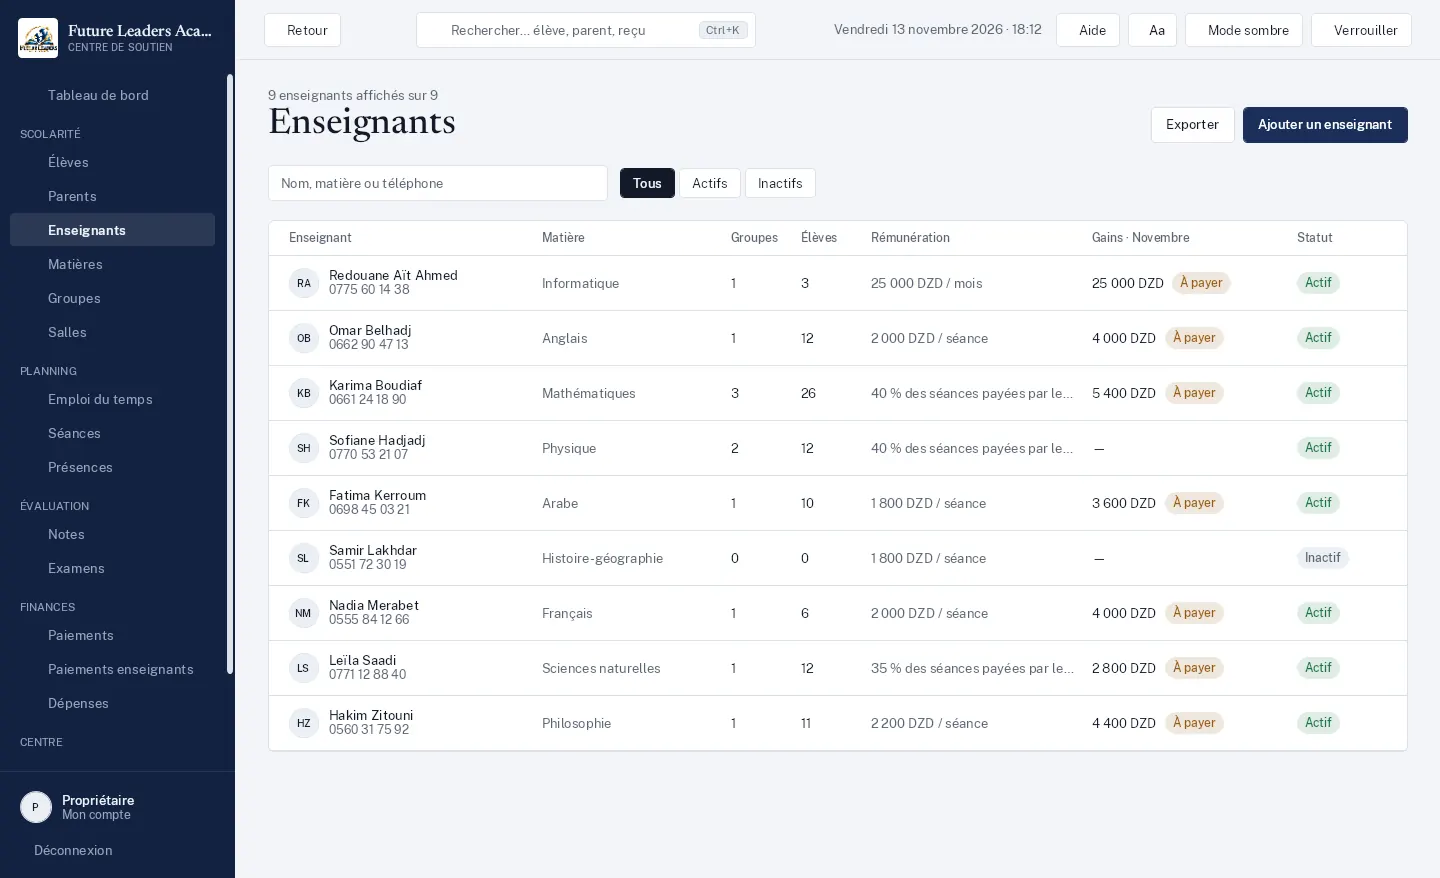 Future Leaders Aca...
CENTRE DE SOUTIEN
Tableau de bord
SCOLARITÉ
Élèves
Parents
Enseignants
Matières
Groupes
Salles
PLANNING
Emploi du temps
Séances
Présences
ÉVALUATION
Notes
Examens
FINANCES
Paiements
Paiements enseignants
Dépenses
CENTRE
P
Propriétaire
Mon compte
Déconnexion
Retour
Rechercher... élève, parent, reçu Ctrl+K
Vendredi 13 novembre 2026 · 18:12
Aide
Aa
Mode sombre
Verrouiller
9 enseignants affichés sur 9
Enseignants
Exporter
Ajouter un enseignant
Nom, matière ou téléphone
Tous
Actifs
Inactifs
Enseignant Matière Groupes Élèves Rémunération Gains · Novembre Statut
RA Redouane Aït Ahmed Informatique 1 3 25 000 DZD / mois 25 000 DZD À payer Actif
0775 60 14 38
OB Omar Belhadj Anglais 1 12 2 000 DZD / séance 4 000 DZD À payer Actif
0662 90 47 13
KB Karima Boudiaf Mathématiques 3 26 40 % des séances payées par le... 5 400 DZD À payer Actif
0661 24 18 90
SH Sofiane Hadjadj Physique 2 12 40 % des séances payées par le... — Actif
0770 53 21 07
FK Fatima Kerroum Arabe 1 10 1 800 DZD / séance 3 600 DZD À payer Actif
0698 45 03 21
SL Samir Lakhdar Histoire-géographie 0 0 1 800 DZD / séance — Inactif
0551 72 30 19
NM Nadia Merabet Français 1 6 2 000 DZD / séance 4 000 DZD À payer Actif
0555 84 12 66
LS Leïla Saadi Sciences naturelles 1 12 35 % des séances payées par le... 2 800 DZD À payer Actif
0771 12 88 40
HZ Hakim Zitouni Philosophie 1 11 2 200 DZD / séance 4 400 DZD À payer Actif
0560 31 75 92